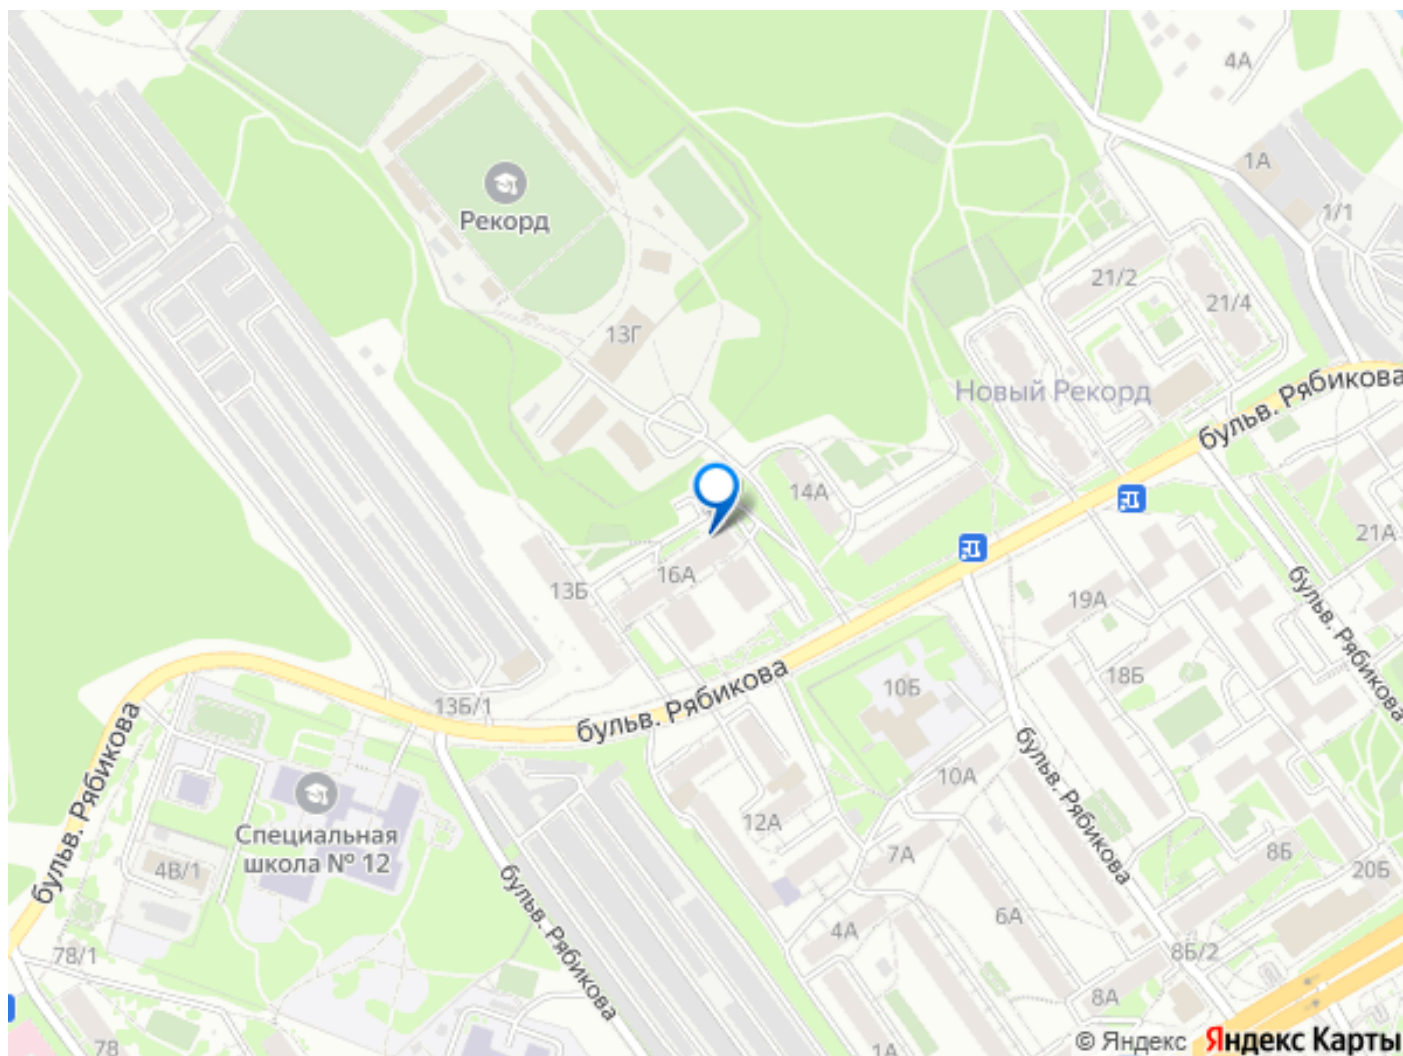 4А
1А
1/1
Рекорд
21/2
21/4
13Г
Новый Рекорд
бульв. Рябикова
14А
21А
16А
13Б
19А
бульв. Рябикова
18Б
10Б
бульв. Рябикова
13Б/1
бульв. Рябикова
бульв. Рябикова
10А
12А
Специальная
школа № 12
4В/1
7А
8Б
20Б
бульв. Рябикова
6А
4А
78/1
8Б/2
8А
78
1А
© Яндекс Яндекс Карты